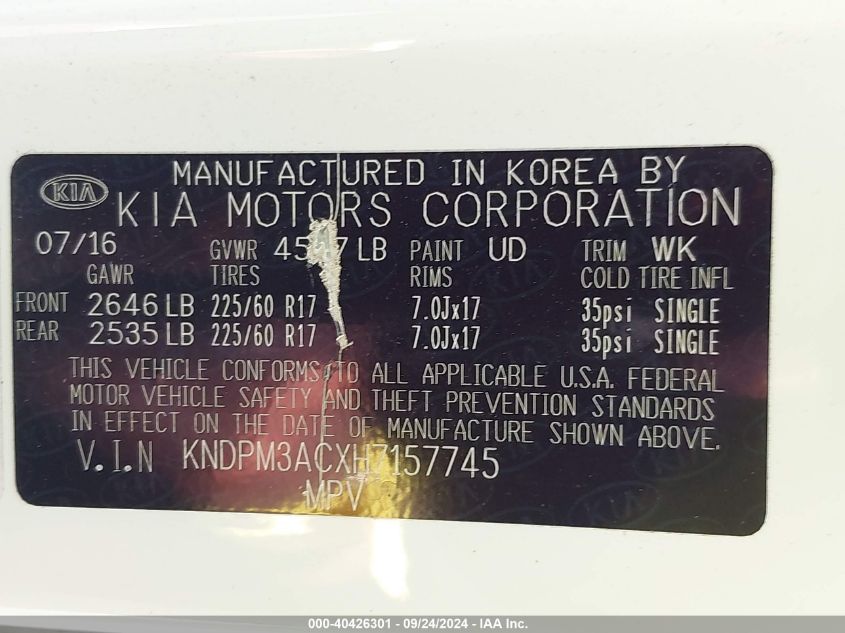 MANUFACTURED IN KOREA BY
KIA KIA MOTORS CORPORATION
07/16 GVWR LB PAINT UD TRIM WK
GAWR TIRES RIMS COLD TIRE INFL
FRONT 2646 LB 225/60 R17 7.0Jx17 35psi SINGLE
REAR 2535 LB 225/60 R17 7.0Jx17 35psi SINGLE
THIS VEHICLE CONFORMS TO ALL APPLICABLE U.S.A. FEDERAL
MOTOR VEHICLE SAFETY AND THEFT PREVENTION STANDARDS
IN EFFECT ON THE DATE OF MANUFACTURE SHOWN ABOVE.
V.I.N KNDPM3ACXH7157745
MPV
000-40426301 - 09/24/2024 - IAA Inc.